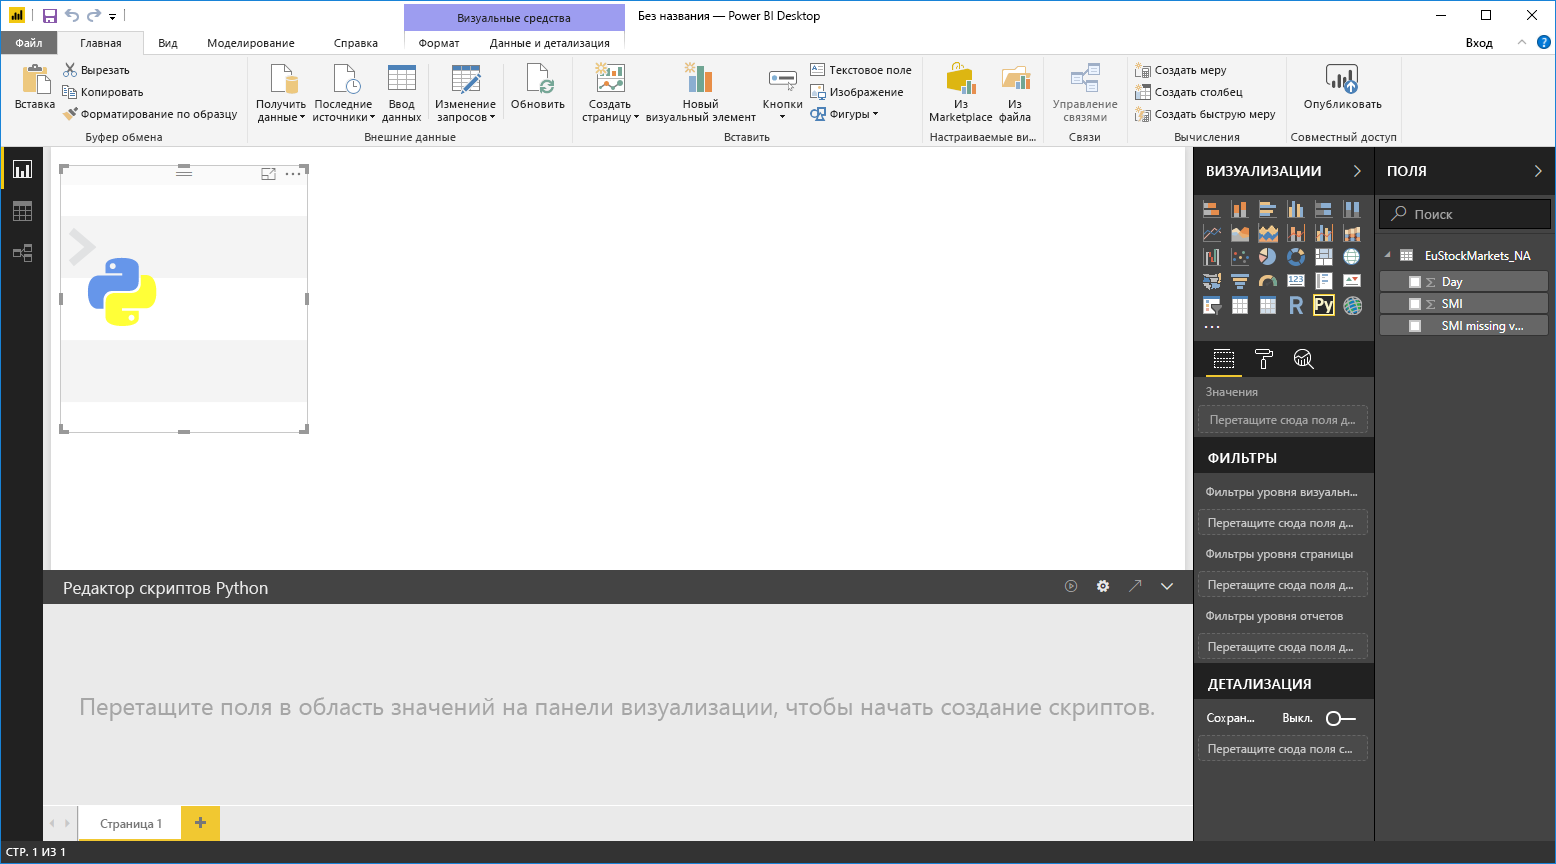 Визуальные средства
Без названия — Power BI Desktop
Файл
Главная
Вид
Моделирование
Справка
Формат
Данные и детализация
Вход
?
Вставка
Вырезать
Копировать
Форматирование по образцу
Буфер обмена
Получить
данные
Последние
источники
Ввод
данных
Изменение
запросов
Обновить
Внешние данные
Создать
страницу
Новый
визуальный элемент
Кнопки
Текстовое поле
Изображение
Фигуры
Вставить
Из
Marketplace
Из
файла
Настраиваемые ви...
Управление
связями
Связи
Создать меру
Создать столбец
Создать быструю меру
Вычисления
Опубликовать
Совместный доступ
ВИЗУАЛИЗАЦИИ
123
R
Py
Значения
Перетащите сюда поля д...
ФИЛЬТРЫ
Фильтры уровня визуальн...
Перетащите сюда поля д...
Фильтры уровня страницы
Перетащите сюда поля д...
Фильтры уровня отчетов
Перетащите сюда поля д...
ДЕТАЛИЗАЦИЯ
Сохран...
Выкл.
Перетащите сюда поля с...
ПОЛЯ
Поиск
EuStockMarkets_NA
Σ Day
Σ SMI
SMI missing v...
Редактор скриптов Python
Перетащите поля в область значений на панели визуализации, чтобы начать создание скриптов.
Страница 1
СТР. 1 ИЗ 1